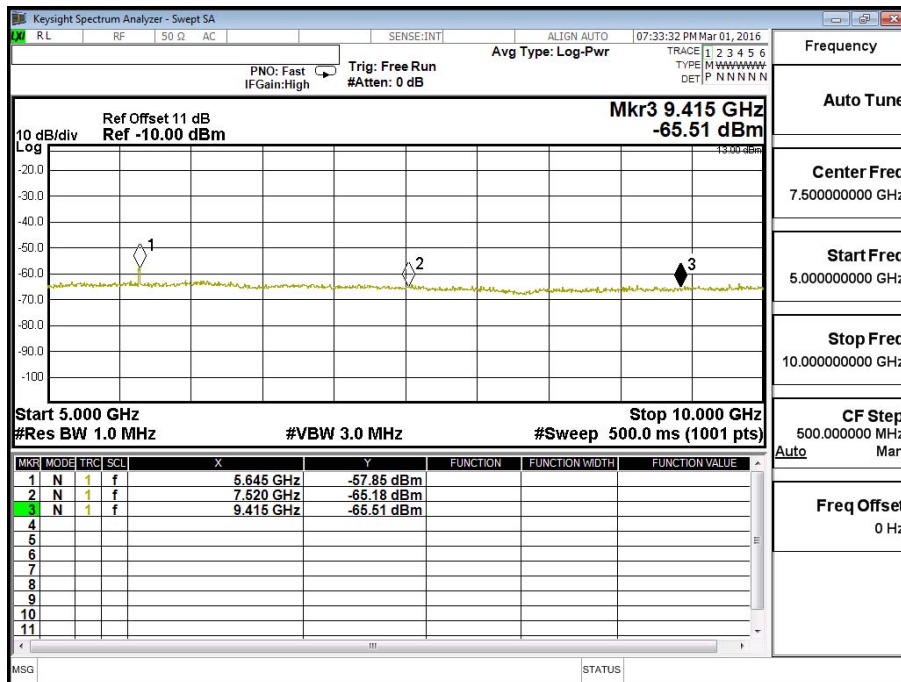 Keysight Spectrum Analyzer - Swept SA
LXI RL RF 50 Ω AC SENSE:INT ALIGN AUTO 07:33:32 PM Mar 01, 2016
Frequency
Avg Type: Log-Pwr TRACE 1 2 3 4 5 6
PNO: Fast Trig: Free Run TYPE M WWWWW
IFGain:High #Atten: 0 dB DET P N N N N N
Auto Tune
Mkr3 9.415 GHz
Ref Offset 11 dB
10 dB/div Ref -10.00 dBm -65.51 dBm
Log
-13.00 dBm
-20.0
-30.0
-40.0
-50.0
-60.0
-70.0
-80.0
-90.0
-100
1
2
3
Center Freq
7.500000000 GHz
Start Freq
5.000000000 GHz
Stop Freq
10.000000000 GHz
Start 5.000 GHz Stop 10.000 GHz
#Res BW 1.0 MHz #VBW 3.0 MHz #Sweep 500.0 ms (1001 pts)
CF Step
500.000000 MHz
Auto Man
MKR MODE TRC SCL X Y FUNCTION FUNCTION WIDTH FUNCTION VALUE
1 N 1 f 5.645 GHz -57.85 dBm
2 N 1 f 7.520 GHz -65.18 dBm
3 N 1 f 9.415 GHz -65.51 dBm
4
5
6
7
8
9
10
11
Freq Offset
0 Hz
MSG STATUS